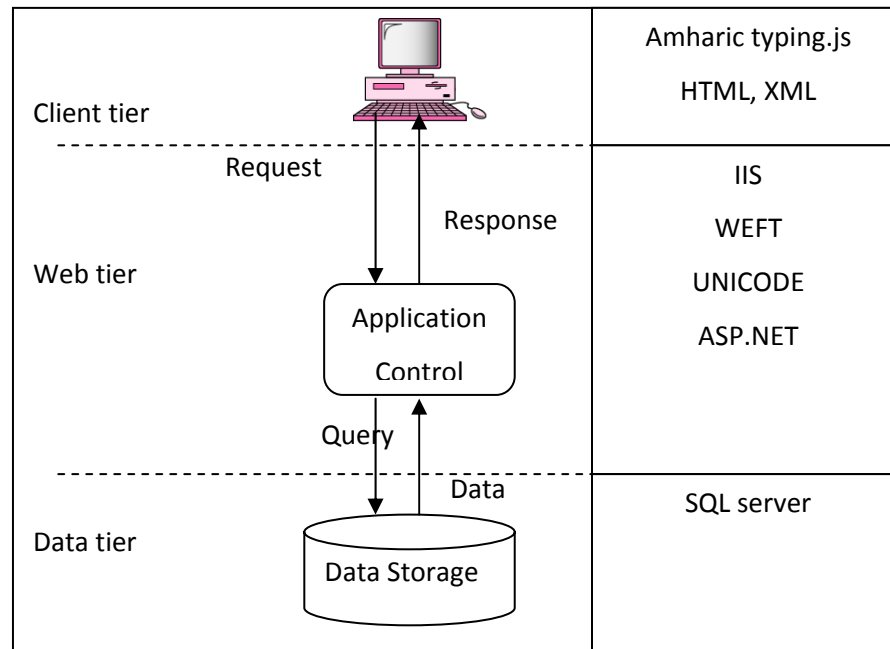 Amharic typing.js
HTML, XML
Client tier
Request
Response
IIS
WEFT
UNICODE
ASP.NET
Web tier
Application
Control
Query
Data
SQL server
Data tier
Data Storage